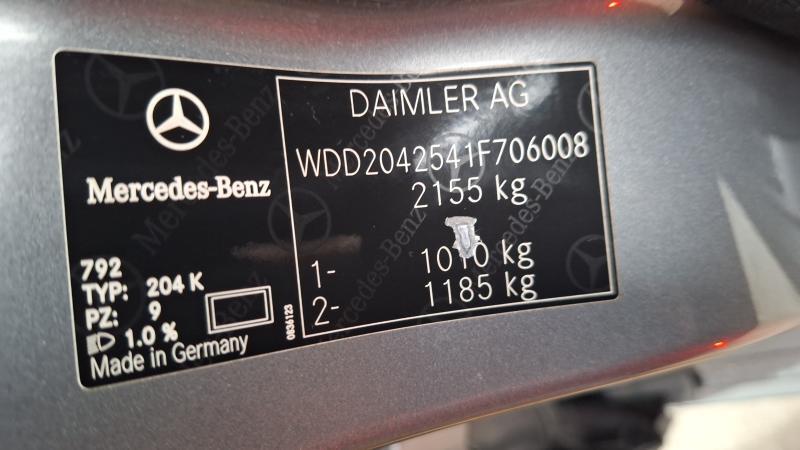 Mercedes-Benz
792
TYP: 204 K
PZ: 9
1.0 %
Made in Germany
0836123
DAIMLER AG
WDD2042541F706008
2155 kg
1- 1010 kg
2- 1185 kg